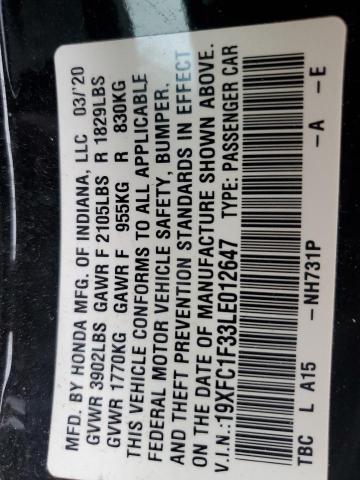 MFD. BY HONDA MFG. OF INDIANA, LLC 03/'20
GVWR 3902LBS GAWR F 2105LBS R 1829LBS
GVWR 1770KG GAWR F 955KG R 830KG
THIS VEHICLE CONFORMS TO ALL APPLICABLE
FEDERAL MOTOR VEHICLE SAFETY, BUMPER,
AND THEFT PREVENTION STANDARDS IN EFFECT
ON THE DATE OF MANUFACTURE SHOWN ABOVE.
V.I.N.:19XFC1F33LE012647 TYPE: PASSENGER CAR
TBC L A15 -NH731P -A -E